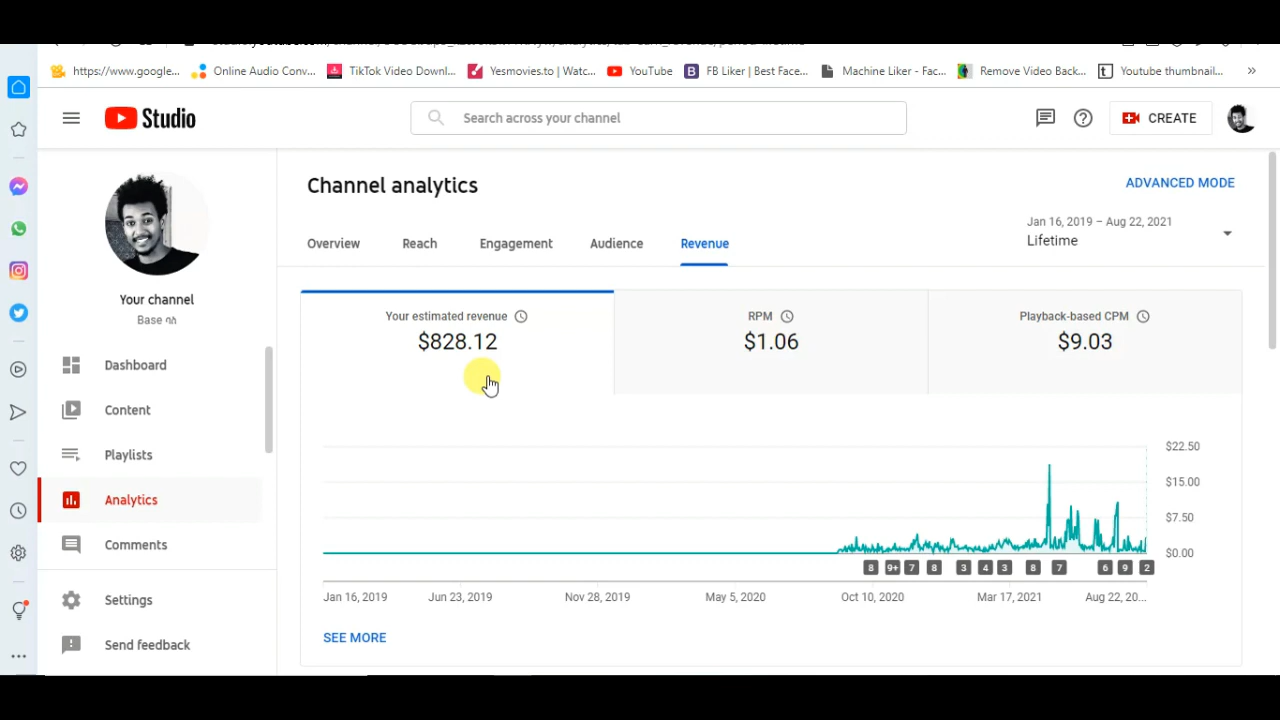 https://www.google... Online Audio Conv... TikTok Video Downl... Yesmovies.to | Watc... YouTube FB Liker | Best Face... Machine Liker - Fac... Remove Video Back... Youtube thumbnail... »
Studio
Search across your channel
CREATE
Channel analytics
ADVANCED MODE
Jan 16, 2019 – Aug 22, 2021
Lifetime
Overview Reach Engagement Audience Revenue
Your channel
Base ባስ
Dashboard
Content
Playlists
Analytics
Comments
Settings
Send feedback
Your estimated revenue
$828.12
RPM
$1.06
Playback-based CPM
$9.03
$22.50
$15.00
$7.50
$0.00
8 9+ 7 8 3 4 3 8 7 6 9 2
Jan 16, 2019 Jun 23, 2019 Nov 28, 2019 May 5, 2020 Oct 10, 2020 Mar 17, 2021 Aug 22, 20...
SEE MORE